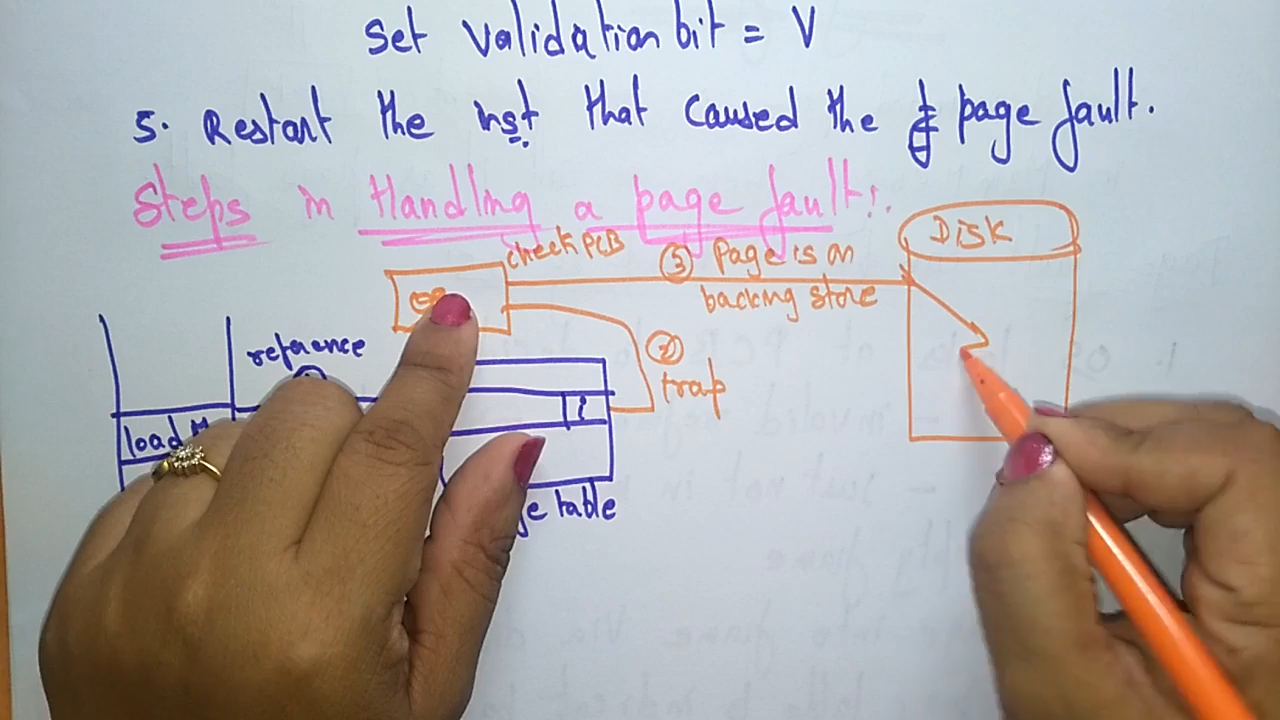 Set validation bit = V
5. Restart the inst that caused the page fault.
Steps in Handling a page fault:.
check PCB
③ page is on
backing store
DISK
reference
② trap
load M
i
table